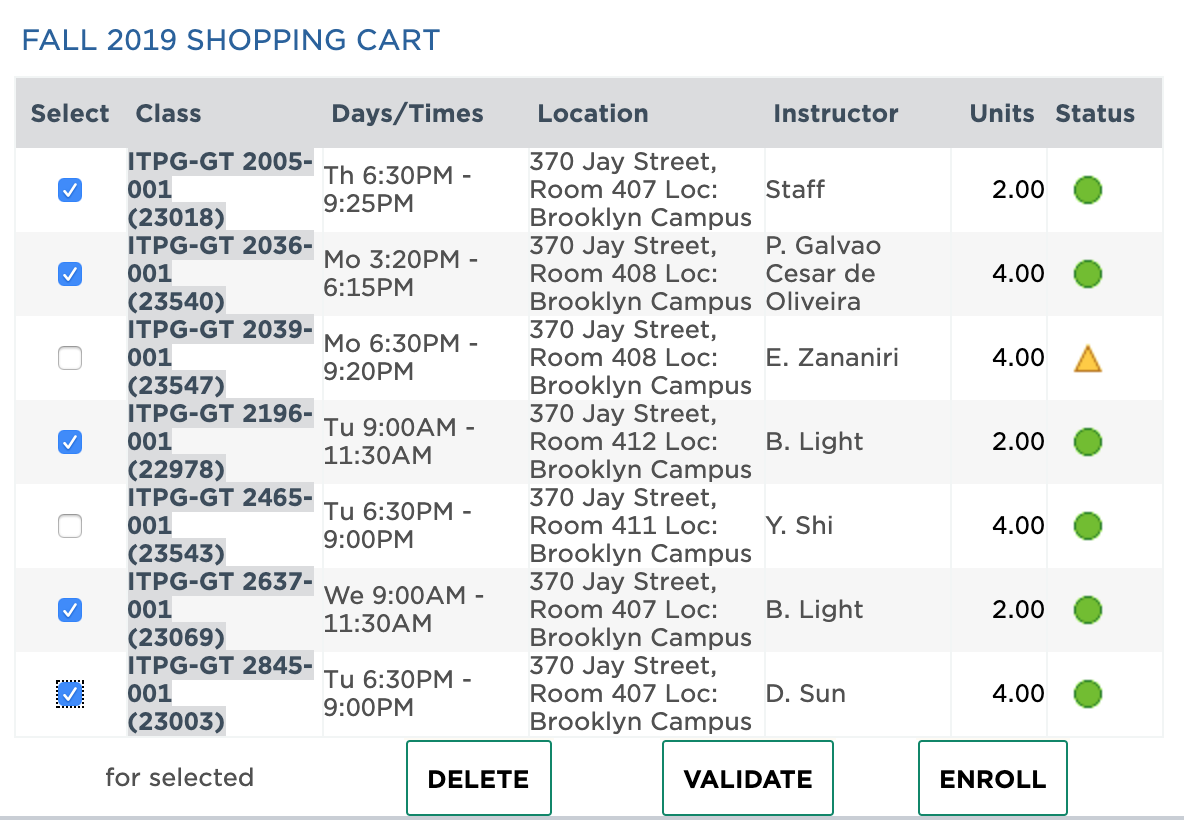 FALL 2019 SHOPPING CART
Select Class Days/Times Location Instructor Units Status
ITPG-GT 2005-
001
(23018)
Th 6:30PM -
9:25PM
370 Jay Street,
Room 407 Loc:
Brooklyn Campus
Staff
2.00
ITPG-GT 2036-
001
(23540)
Mo 3:20PM -
6:15PM
370 Jay Street,
Room 408 Loc:
Brooklyn Campus
P. Galvao
Cesar de
Oliveira
4.00
ITPG-GT 2039-
001
(23547)
Mo 6:30PM -
9:20PM
370 Jay Street,
Room 408 Loc:
Brooklyn Campus
E. Zananiri
4.00
ITPG-GT 2196-
001
(22978)
Tu 9:00AM -
11:30AM
370 Jay Street,
Room 412 Loc:
Brooklyn Campus
B. Light
2.00
ITPG-GT 2465-
001
(23543)
Tu 6:30PM -
9:00PM
370 Jay Street,
Room 411 Loc:
Brooklyn Campus
Y. Shi
4.00
ITPG-GT 2637-
001
(23069)
We 9:00AM -
11:30AM
370 Jay Street,
Room 407 Loc:
Brooklyn Campus
B. Light
2.00
ITPG-GT 2845-
001
(23003)
Tu 6:30PM -
9:00PM
370 Jay Street,
Room 407 Loc:
Brooklyn Campus
D. Sun
4.00
for selected DELETE VALIDATE ENROLL